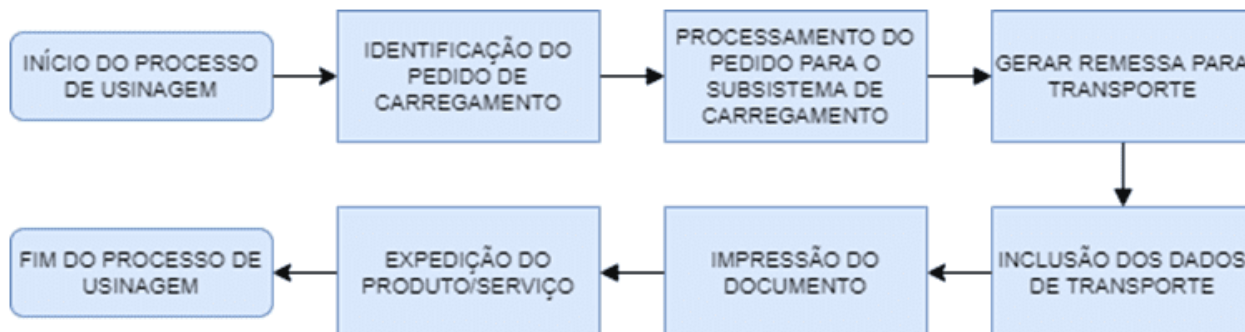 INÍCIO DO PROCESSO
DE USINAGEM
IDENTIFICAÇÃO DO
PEDIDO DE
CARREGAMENTO
PROCESSAMENTO DO
PEDIDO PARA O
SUBSISTEMA DE
CARREGAMENTO
GERAR REMESSA PARA
TRANSPORTE
INCLUSÃO DOS DADOS
DE TRANSPORTE
IMPRESSÃO DO
DOCUMENTO
EXPEDIÇÃO DO
PRODUTO/SERVIÇO
FIM DO PROCESSO DE
USINAGEM